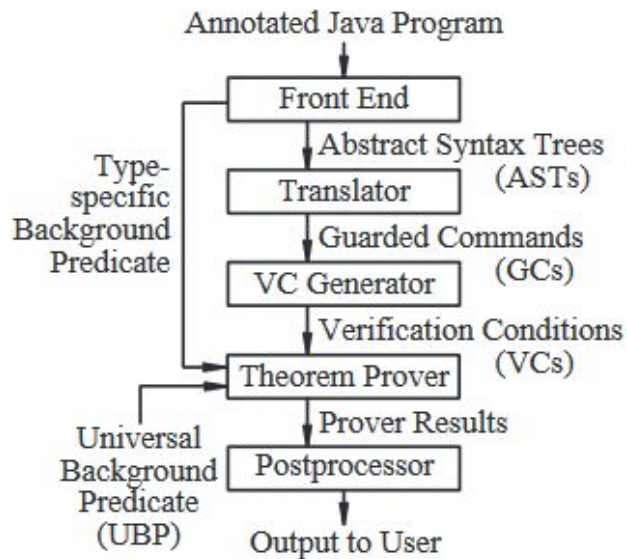 Annotated Java Program
Front End
Abstract Syntax Trees
(ASTs)
Type-
specific
Background
Predicate
Translator
Guarded Commands
(GCs)
VC Generator
Verification Conditions
(VCs)
Theorem Prover
Prover Results
Universal
Background
Predicate
(UBP)
Postprocessor
Output to User